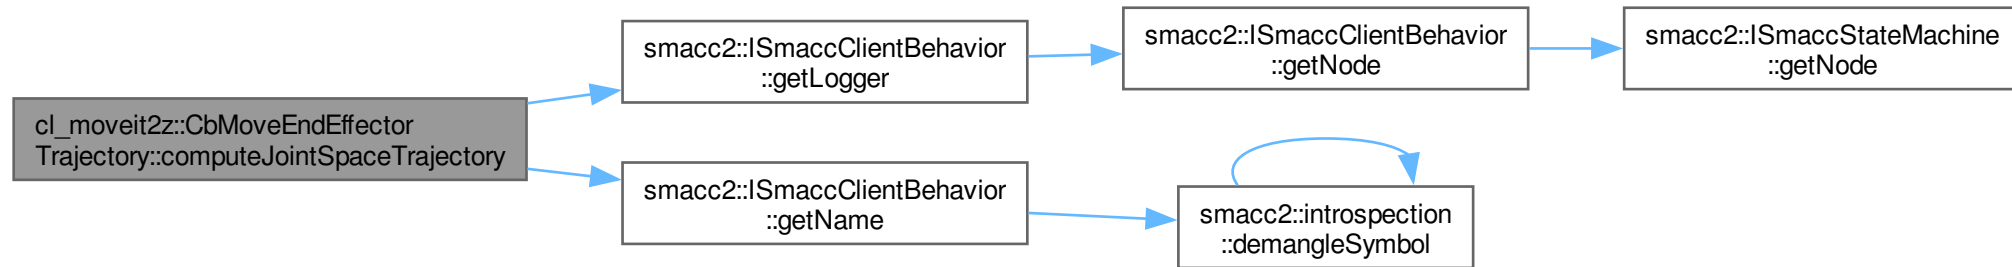 cl_moveit2z::CbMoveEndEffector
Trajectory::computeJointSpaceTrajectory
smacc2::ISmaccClientBehavior
::getLogger
smacc2::ISmaccClientBehavior
::getNode
smacc2::ISmaccStateMachine
::getNode
smacc2::ISmaccClientBehavior
::getName
smacc2::introspection
::demangleSymbol